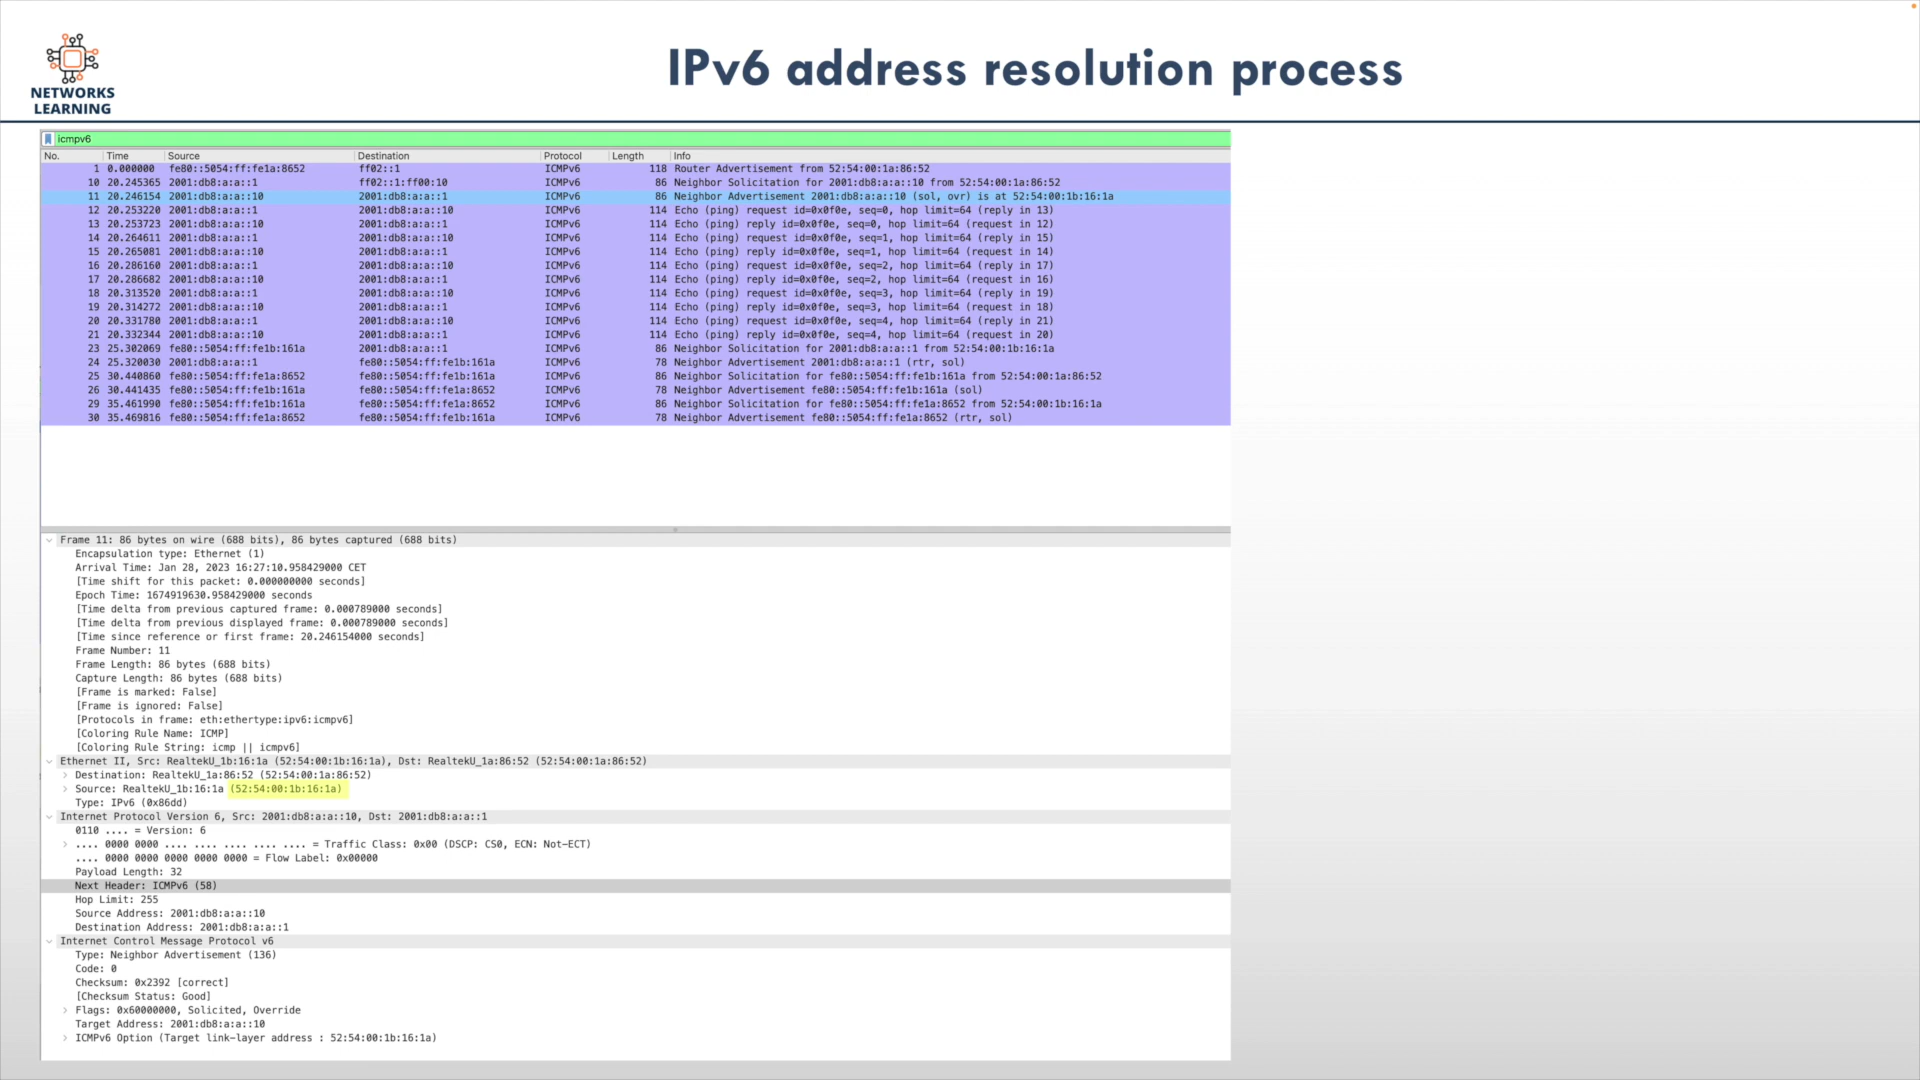 NETWORKS
LEARNING
IPv6 address resolution process
icmpv6
No. Time Source Destination Protocol Length Info
1 0.000000 fe80::5054:ff:fe1a:8652 ff02::1 ICMPv6 118 Router Advertisement from 52:54:00:1a:86:52
10 20.245365 2001:db8:a:a::1 ff02::1:ff00:10 ICMPv6 86 Neighbor Solicitation for 2001:db8:a:a::10 from 52:54:00:1a:86:52
11 20.246154 2001:db8:a:a::10 2001:db8:a:a::1 ICMPv6 86 Neighbor Advertisement 2001:db8:a:a::10 (sol, ovr) is at 52:54:00:1b:16:1a
12 20.253220 2001:db8:a:a::1 2001:db8:a:a::10 ICMPv6 114 Echo (ping) request id=0x0f0e, seq=0, hop limit=64 (reply in 13)
13 20.253723 2001:db8:a:a::10 2001:db8:a:a::1 ICMPv6 114 Echo (ping) reply id=0x0f0e, seq=0, hop limit=64 (request in 12)
14 20.264611 2001:db8:a:a::1 2001:db8:a:a::10 ICMPv6 114 Echo (ping) request id=0x0f0e, seq=1, hop limit=64 (reply in 15)
15 20.265081 2001:db8:a:a::10 2001:db8:a:a::1 ICMPv6 114 Echo (ping) reply id=0x0f0e, seq=1, hop limit=64 (request in 14)
16 20.286160 2001:db8:a:a::1 2001:db8:a:a::10 ICMPv6 114 Echo (ping) request id=0x0f0e, seq=2, hop limit=64 (reply in 17)
17 20.286682 2001:db8:a:a::10 2001:db8:a:a::1 ICMPv6 114 Echo (ping) reply id=0x0f0e, seq=2, hop limit=64 (request in 16)
18 20.313520 2001:db8:a:a::1 2001:db8:a:a::10 ICMPv6 114 Echo (ping) request id=0x0f0e, seq=3, hop limit=64 (reply in 19)
19 20.314272 2001:db8:a:a::10 2001:db8:a:a::1 ICMPv6 114 Echo (ping) reply id=0x0f0e, seq=3, hop limit=64 (request in 18)
20 20.331780 2001:db8:a:a::1 2001:db8:a:a::10 ICMPv6 114 Echo (ping) request id=0x0f0e, seq=4, hop limit=64 (reply in 21)
21 20.332344 2001:db8:a:a::10 2001:db8:a:a::1 ICMPv6 114 Echo (ping) reply id=0x0f0e, seq=4, hop limit=64 (request in 20)
23 25.302069 fe80::5054:ff:fe1b:161a 2001:db8:a:a::1 ICMPv6 86 Neighbor Solicitation for 2001:db8:a:a::1 from 52:54:00:1b:16:1a
24 25.320030 2001:db8:a:a::1 fe80::5054:ff:fe1b:161a ICMPv6 78 Neighbor Advertisement 2001:db8:a:a::1 (rtr, sol)
25 30.440860 fe80::5054:ff:fe1a:8652 fe80::5054:ff:fe1b:161a ICMPv6 86 Neighbor Solicitation for fe80::5054:ff:fe1b:161a from 52:54:00:1a:86:52
26 30.441435 fe80::5054:ff:fe1b:161a fe80::5054:ff:fe1a:8652 ICMPv6 78 Neighbor Advertisement fe80::5054:ff:fe1b:161a (sol)
29 35.461990 fe80::5054:ff:fe1b:161a fe80::5054:ff:fe1a:8652 ICMPv6 86 Neighbor Solicitation for fe80::5054:ff:fe1a:8652 from 52:54:00:1b:16:1a
30 35.469816 fe80::5054:ff:fe1a:8652 fe80::5054:ff:fe1b:161a ICMPv6 78 Neighbor Advertisement fe80::5054:ff:fe1a:8652 (rtr, sol)
Frame 11: 86 bytes on wire (688 bits), 86 bytes captured (688 bits)
Encapsulation type: Ethernet (1)
Arrival Time: Jan 28, 2023 16:27:10.958429000 CET
[Time shift for this packet: 0.000000000 seconds]
Epoch Time: 1674919630.958429000 seconds
[Time delta from previous captured frame: 0.000789000 seconds]
[Time delta from previous displayed frame: 0.000789000 seconds]
[Time since reference or first frame: 20.246154000 seconds]
Frame Number: 11
Frame Length: 86 bytes (688 bits)
Capture Length: 86 bytes (688 bits)
[Frame is marked: False]
[Frame is ignored: False]
[Protocols in frame: eth:ethertype:ipv6:icmpv6]
[Coloring Rule Name: ICMP]
[Coloring Rule String: icmp || icmpv6]
Ethernet II, Src: RealtekU_1b:16:1a (52:54:00:1b:16:1a), Dst: RealtekU_1a:86:52 (52:54:00:1a:86:52)
Destination: RealtekU_1a:86:52 (52:54:00:1a:86:52)
Source: RealtekU_1b:16:1a (52:54:00:1b:16:1a)
Type: IPv6 (0x86dd)
Internet Protocol Version 6, Src: 2001:db8:a:a::10, Dst: 2001:db8:a:a::1
0110 .... = Version: 6
.... 0000 0000 .... .... .... .... .... = Traffic Class: 0x00 (DSCP: CS0, ECN: Not-ECT)
.... 0000 0000 0000 0000 0000 = Flow Label: 0x00000
Payload Length: 32
Next Header: ICMPv6 (58)
Hop Limit: 255
Source Address: 2001:db8:a:a::10
Destination Address: 2001:db8:a:a::1
Internet Control Message Protocol v6
Type: Neighbor Advertisement (136)
Code: 0
Checksum: 0x2392 [correct]
[Checksum Status: Good]
Flags: 0x60000000, Solicited, Override
Target Address: 2001:db8:a:a::10
ICMPv6 Option (Target link-layer address : 52:54:00:1b:16:1a)